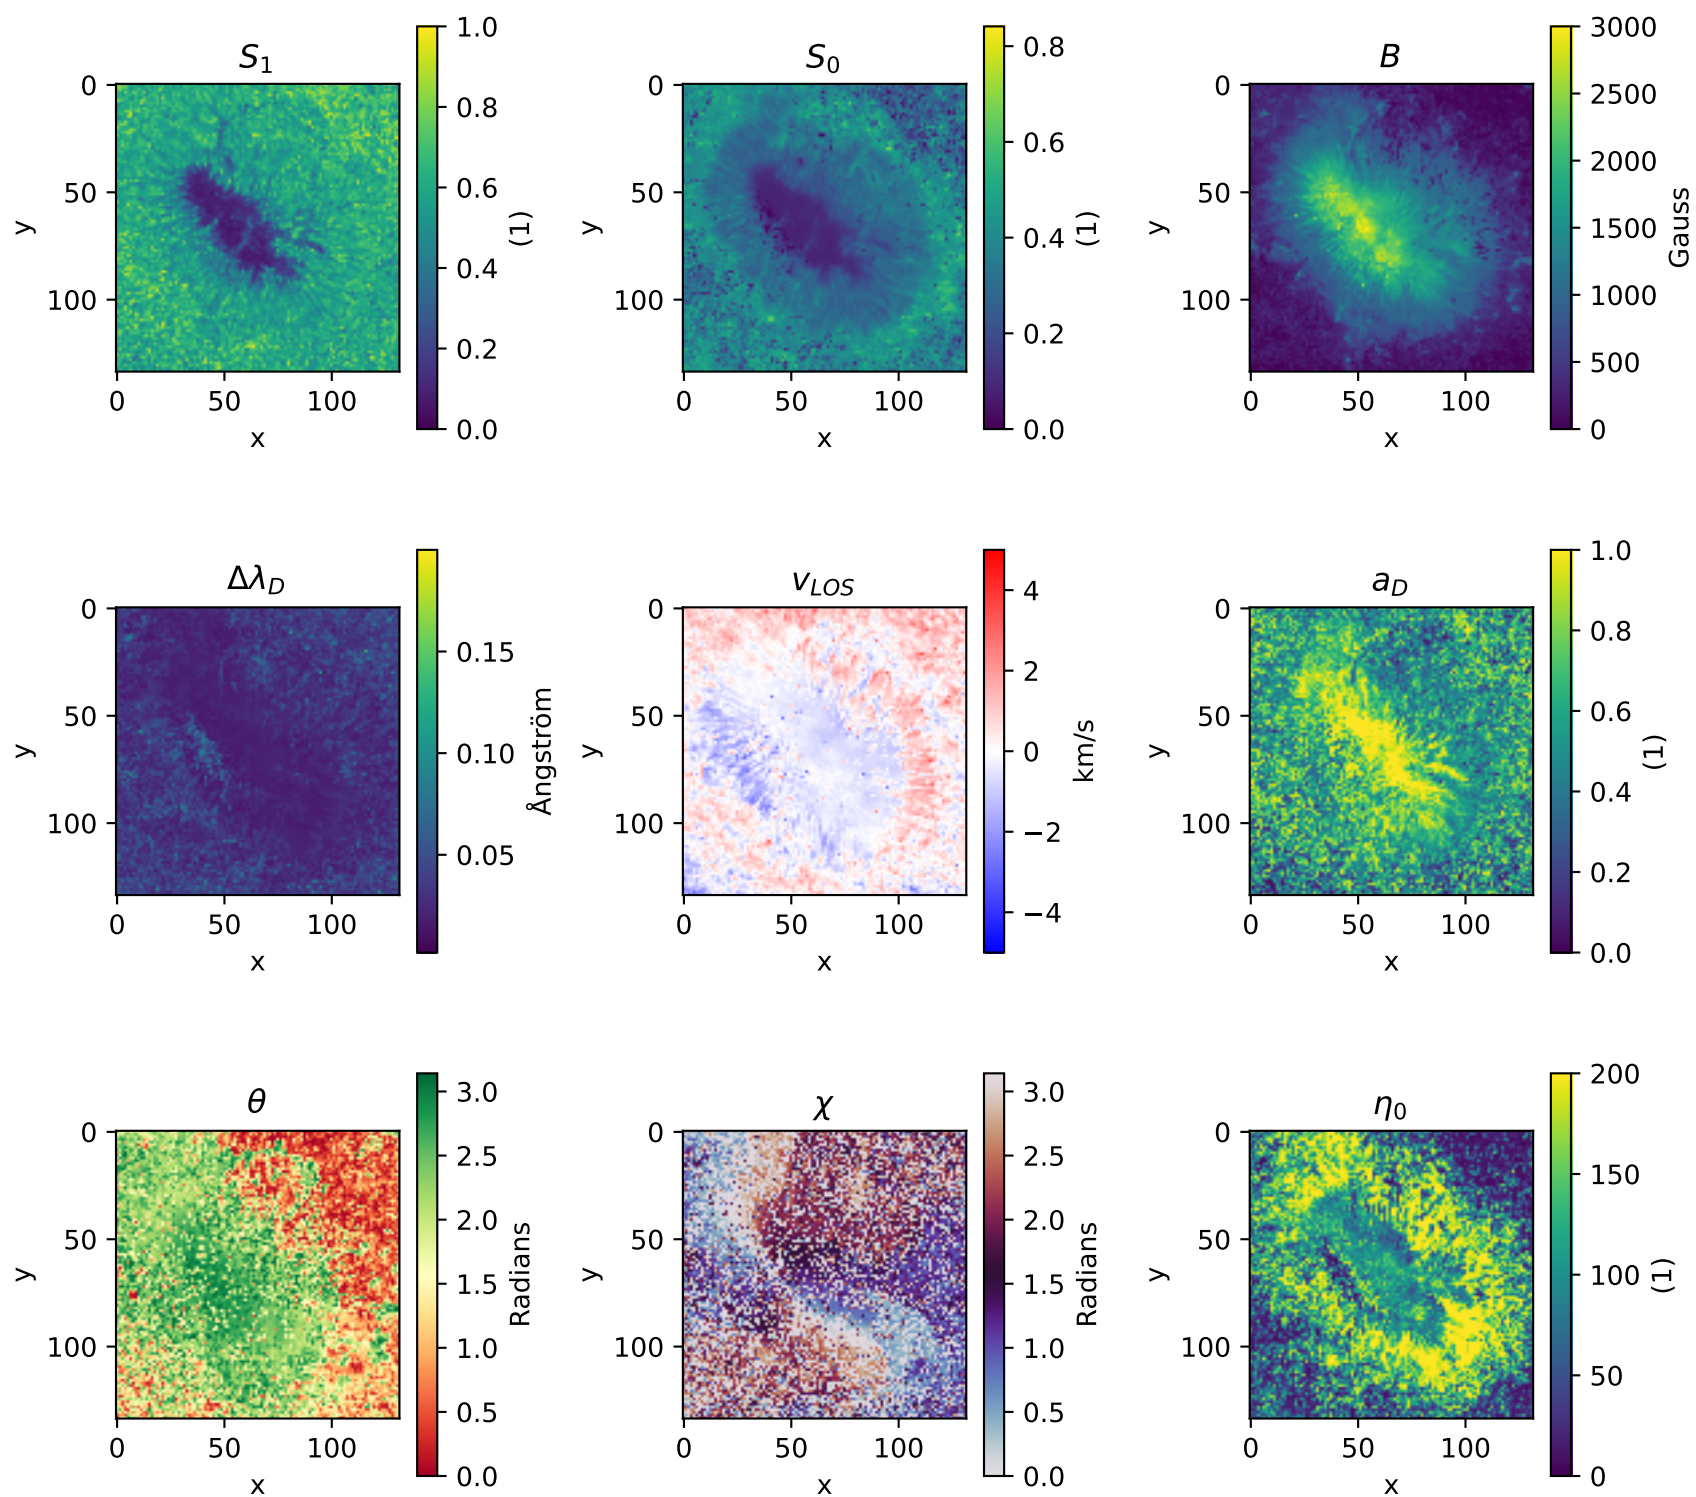 S₁
0
50
100
y
0 50 100
x
1.0
0.8
0.6
0.4
0.2
0.0
(1)
S₀
0
50
100
y
0 50 100
x
0.8
0.6
0.4
0.2
0.0
(1)
B
0
50
100
y
0 50 100
x
3000
2500
2000
1500
1000
500
0
Gauss
Δλ_D
0
50
100
y
0 50 100
x
0.15
0.10
0.05
Ångström
v_LOS
0
50
100
y
0 50 100
x
4
2
0
−2
−4
km/s
a_D
0
50
100
y
0 50 100
x
1.0
0.8
0.6
0.4
0.2
0.0
(1)
θ
0
50
100
y
0 50 100
x
3.0
2.5
2.0
1.5
1.0
0.5
0.0
Radians
χ
0
50
100
y
0 50 100
x
3.0
2.5
2.0
1.5
1.0
0.5
0.0
Radians
η₀
0
50
100
y
0 50 100
x
200
150
100
50
0
(1)